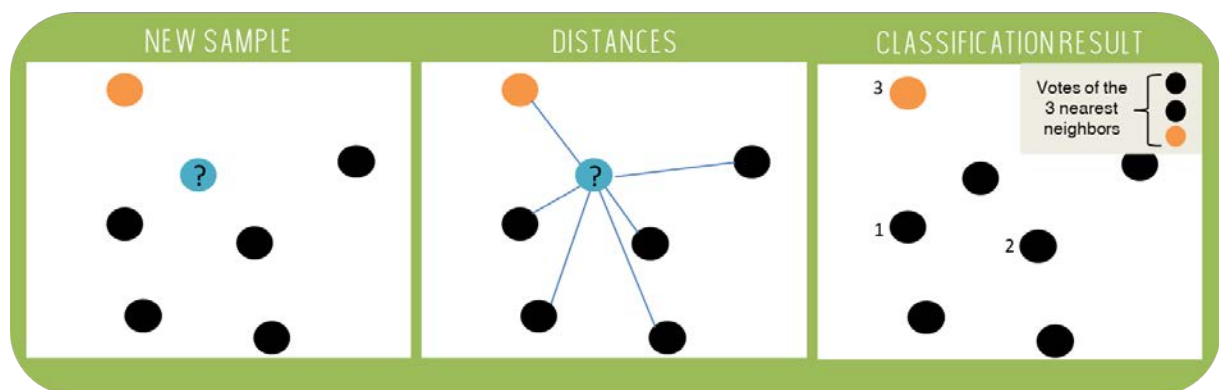 NEW SAMPLE
DISTANCES
CLASSIFICATION RESULT
?
?
3
Votes of the
3 nearest
neighbors
1
2